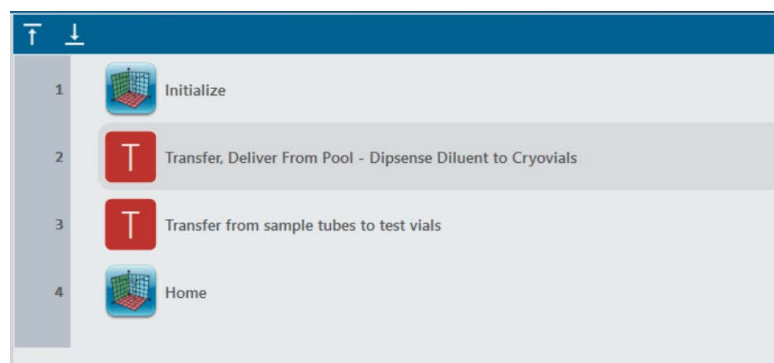 1 Initialize
2 T Transfer, Deliver From Pool - Dipsense Diluent to Cryovials
3 T Transfer from sample tubes to test vials
4 Home